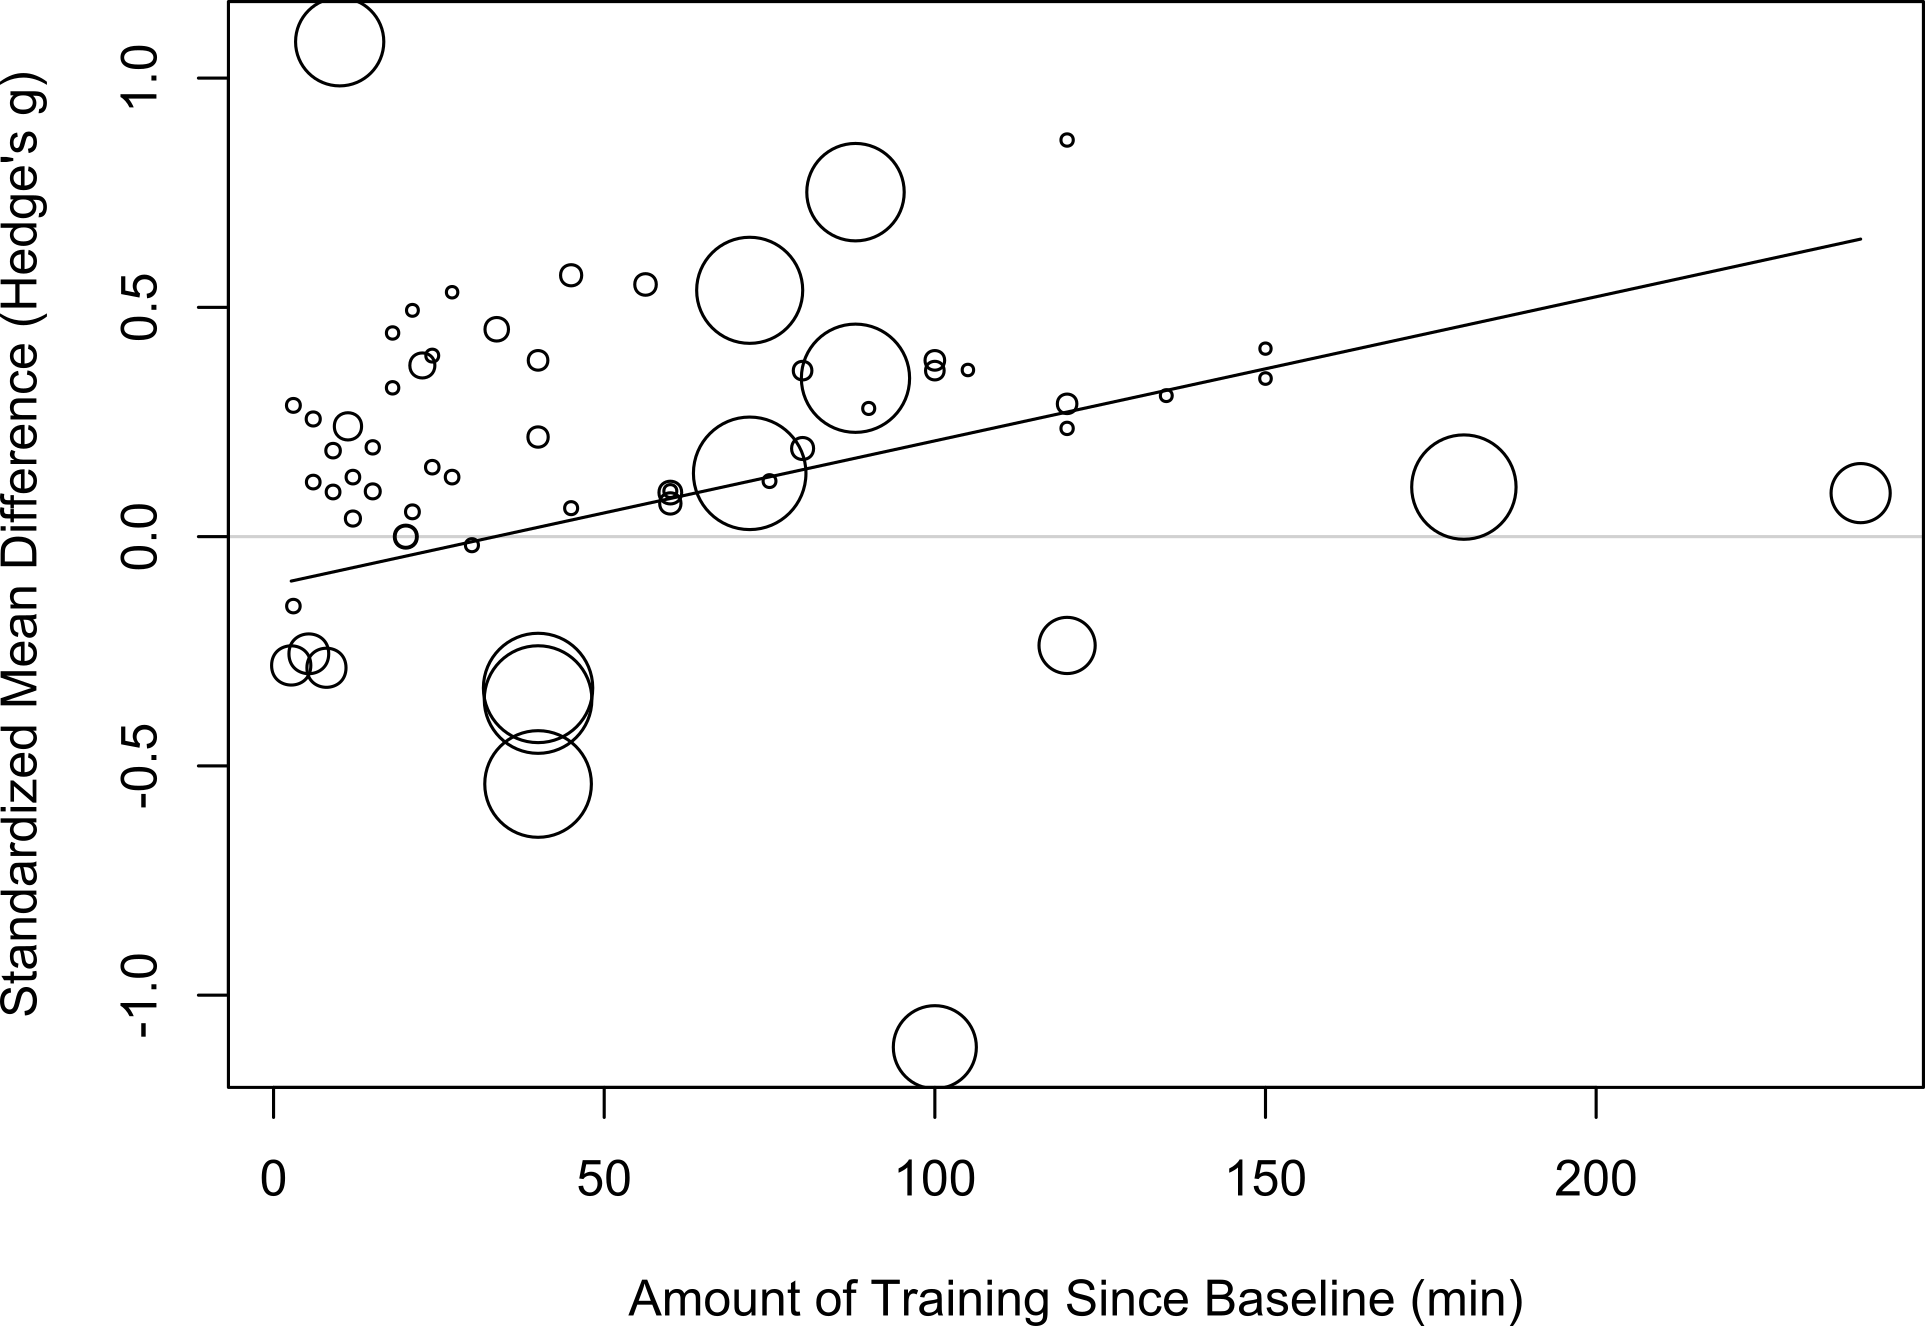 Standardized Mean Difference (Hedge's g)
1.0
0.5
0.0
-0.5
-1.0
0 50 100 150 200
Amount of Training Since Baseline (min)